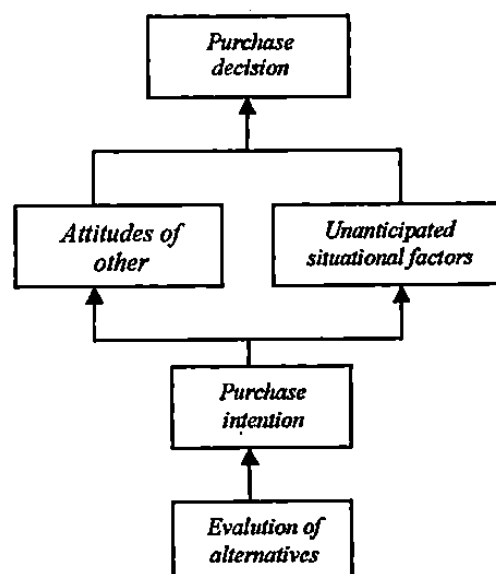 Purchase
decision
Attitudes of
other
Unanticipated
situational factors
Purchase
intention
Evalution of
alternatives